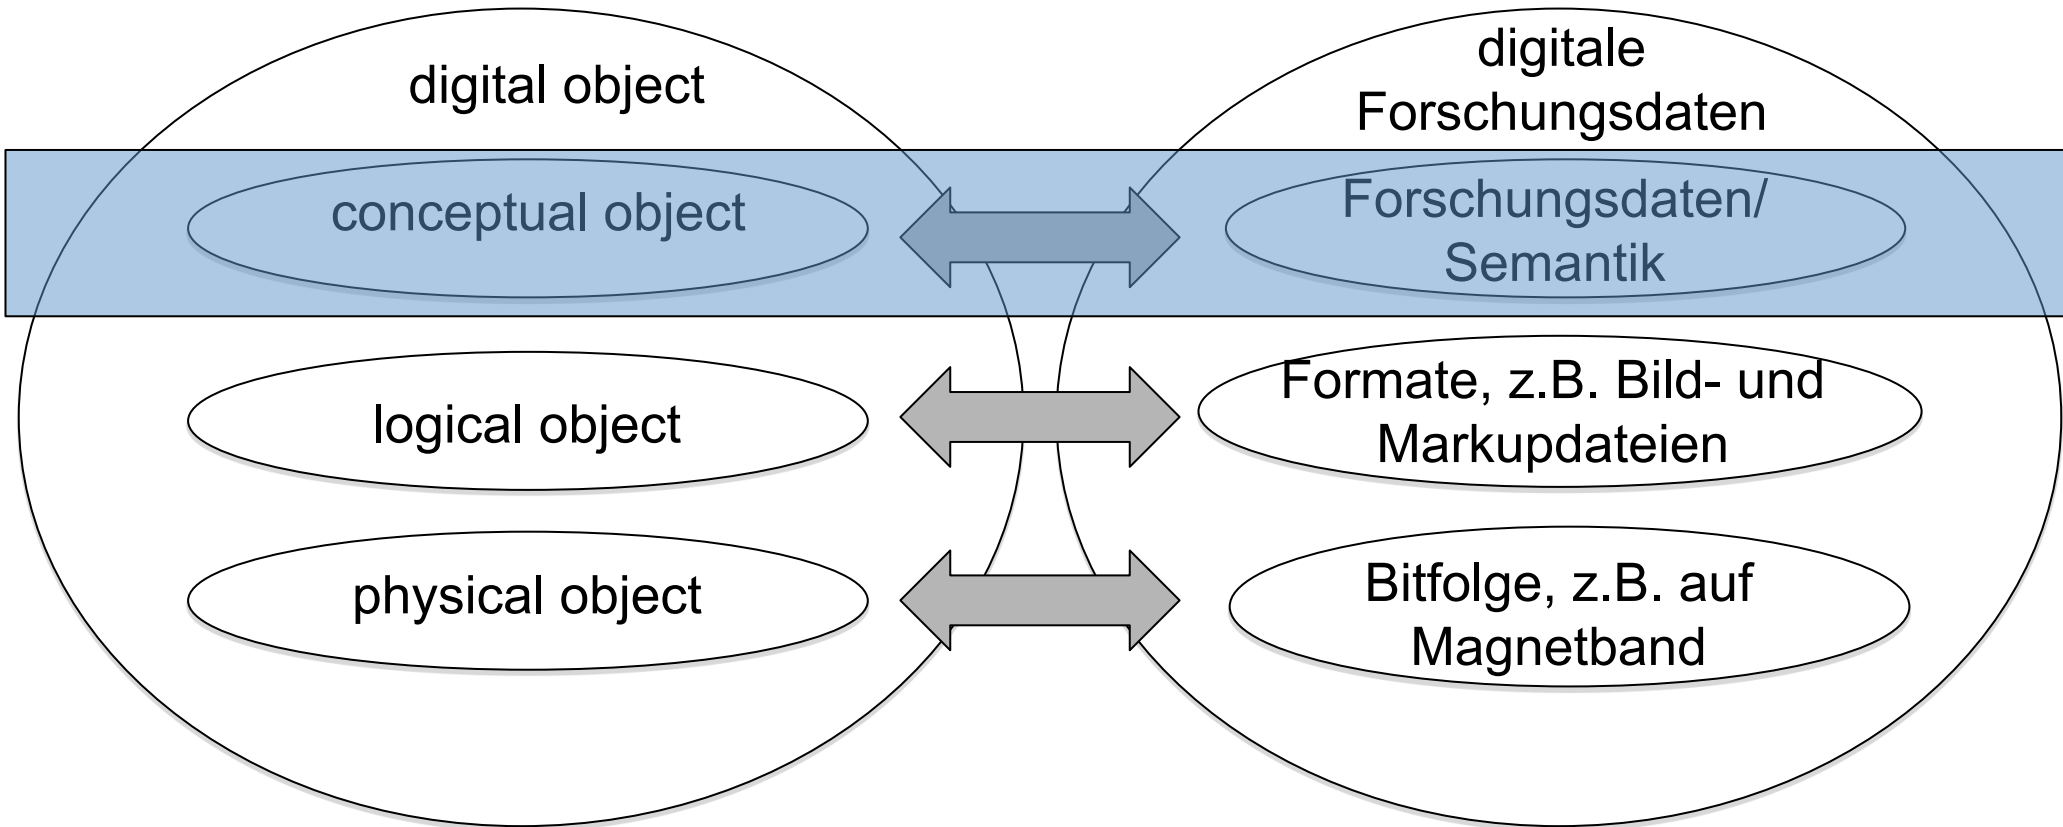 digital object
digitale
Forschungsdaten
conceptual object
Forschungsdaten/
Semantik
logical object
Formate, z.B. Bild- und
Markupdateien
physical object
Bitfolge, z.B. auf
Magnetband